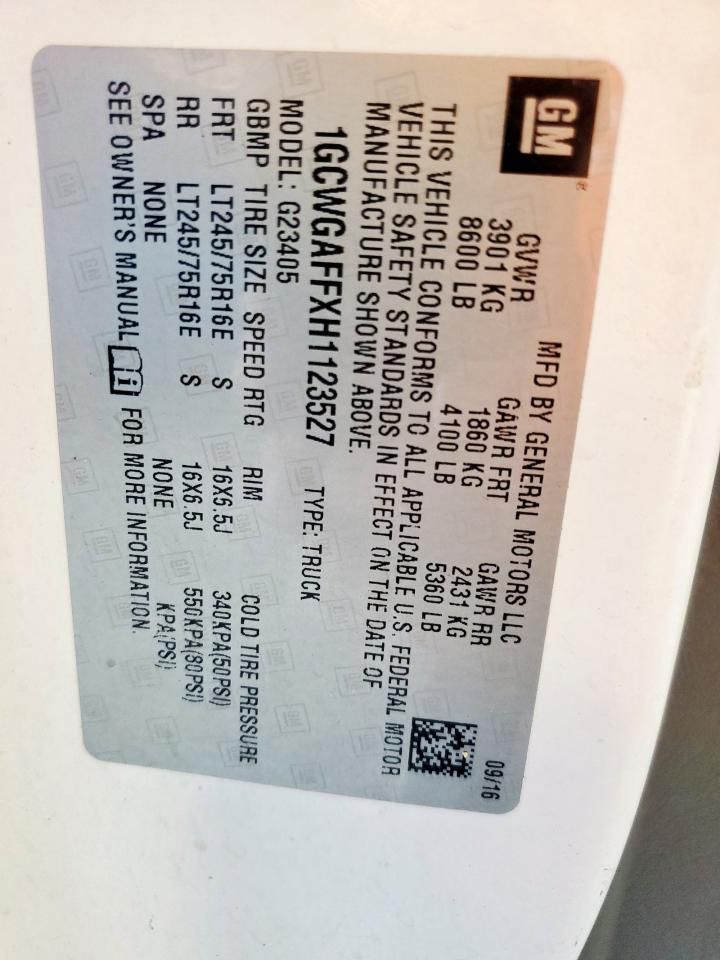 GM®
MFD BY GENERAL MOTORS LLC 09/16
GVWR GAWR FRT GAWR RR
3901 KG 1860 KG 2431 KG
8600 LB 4100 LB 5360 LB
THIS VEHICLE CONFORMS TO ALL APPLICABLE U.S. FEDERAL MOTOR
VEHICLE SAFETY STANDARDS IN EFFECT ON THE DATE OF
MANUFACTURE SHOWN ABOVE.
1GCWGAFFXH1123527 TYPE: TRUCK
MODEL: G23405
GBMP TIRE SIZE SPEED RTG RIM COLD TIRE PRESSURE
FRT LT245/75R16E S 16X6.5J 340KPA(50PSI)
RR LT245/75R16E S 16X6.5J 550KPA(80PSI)
SPA NONE NONE KPA(PSI)
SEE OWNER'S MANUAL FOR MORE INFORMATION.